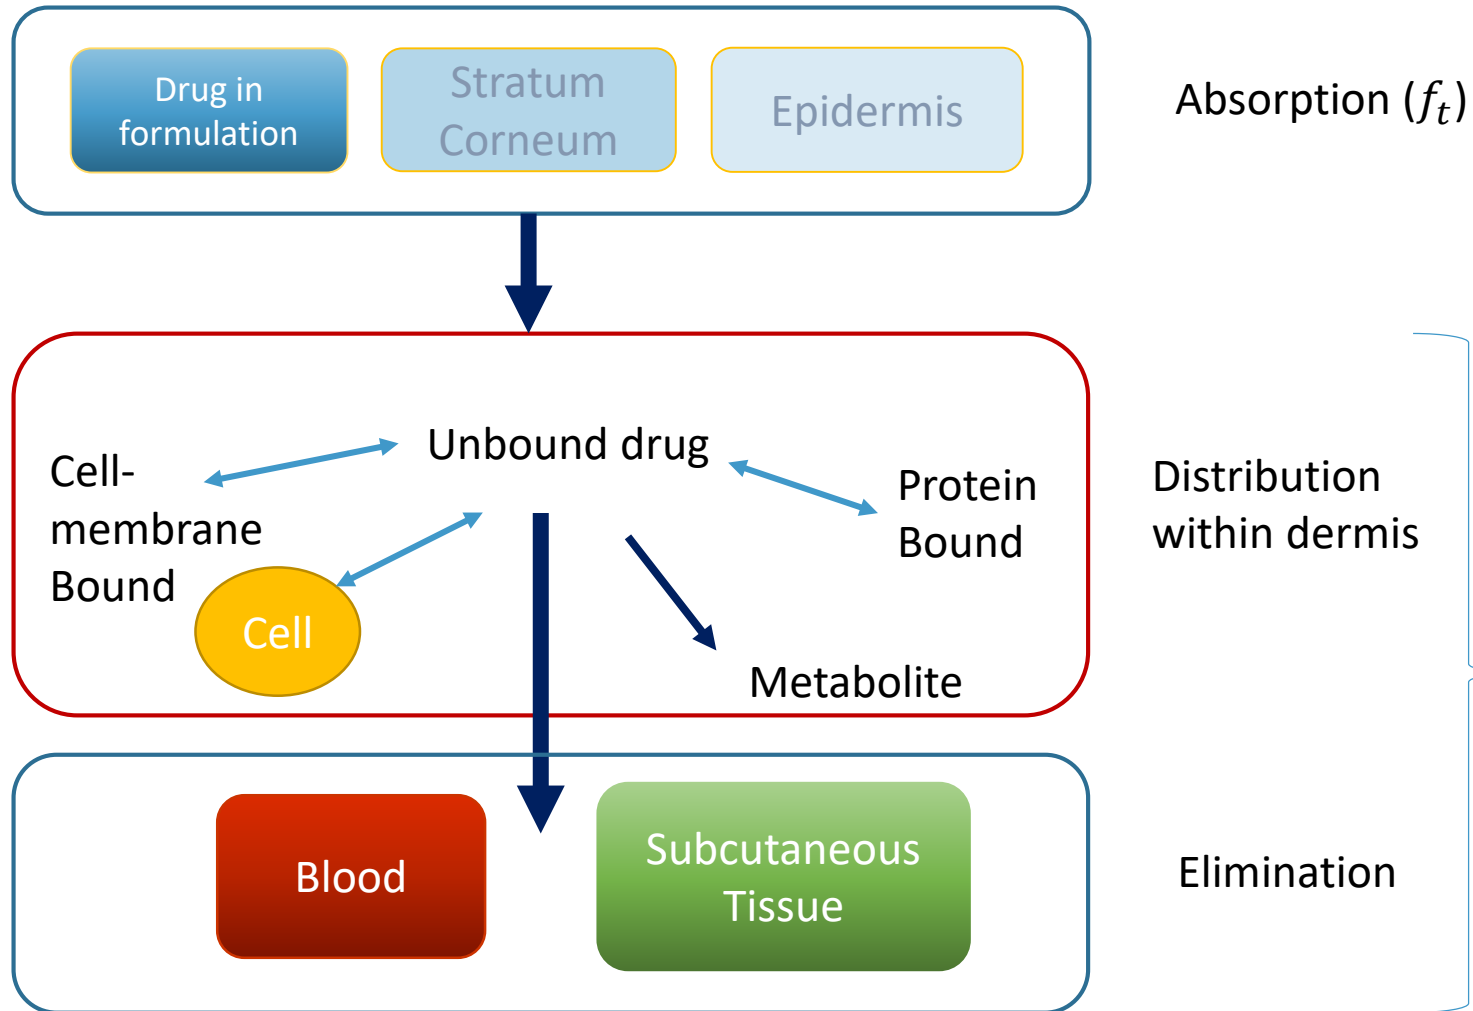 Drug in
formulation
Stratum
Corneum
Epidermis
Absorption (𝑓𝑡)
Unbound drug
Cell-
membrane
Bound
Protein
Bound
Cell
Metabolite
Distribution
within dermis
Blood
Subcutaneous
Tissue
Elimination